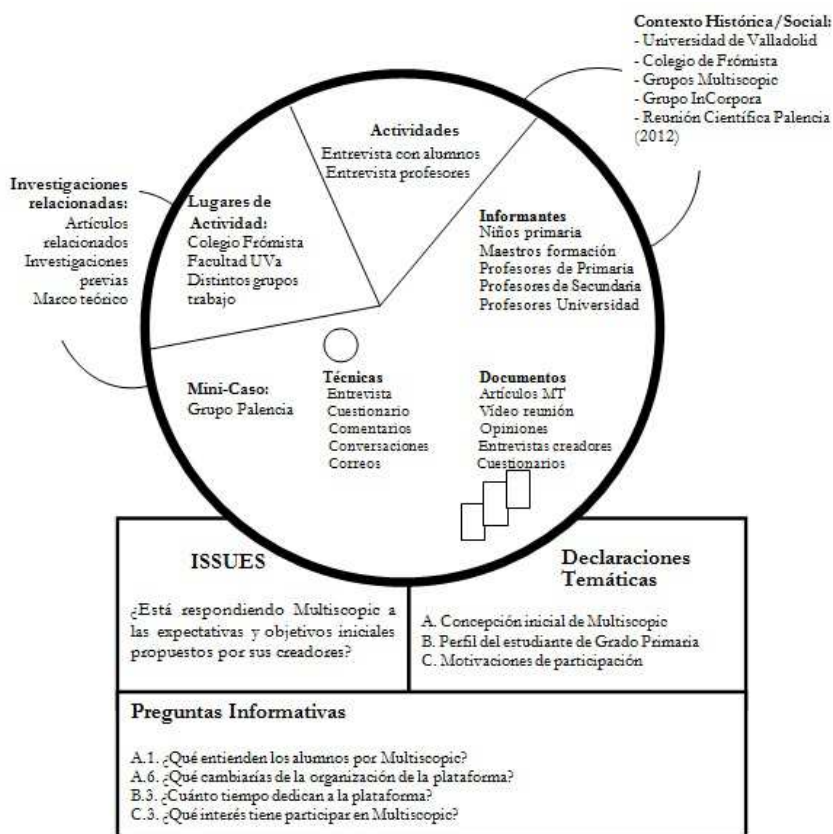 Contexto Histórica/Social:
- Universidad de Valladolid
- Colegio de Frómista
- Grupos Multiscopic
- Grupo InCorpora
- Reunión Científica Palencia
(2012)
Actividades
Entrevista con alumnos
Entrevista profesores
Investigaciones
relacionadas:
Artículos
relacionados
Investigaciones
previas
Marco teórico
Lugares de
Actividad:
Colegio Frómista
Facultad UVa
Distintos grupos
trabajo
Informantes
Niños primaria
Maestros formación
Profesores de Primaria
Profesores de Secundaria
Profesores Universidad
Mini-Caso:
Grupo Palencia
Técnicas
Entrevista
Cuestionario
Comentarios
Conversaciones
Correos
Documentos
Artículos MT
Vídeo reunión
Opiniones
Entrevistas creadores
Cuestionarios
ISSUES
¿Está respondiendo Multiscopic a
las expectativas y objetivos iniciales
propuestos por sus creadores?
Declaraciones
Temáticas
A. Concepción inicial de Multiscopic
B. Perfil del estudiante de Grado Primaria
C. Motivaciones de participación
Preguntas Informativas
A.1. ¿Qué entienden los alumnos por Multiscopic?
A.6. ¿Qué cambiarías de la organización de la plataforma?
B.3. ¿Cuánto tiempo dedican a la plataforma?
C.3. ¿Qué interés tiene participar en Multiscopic?